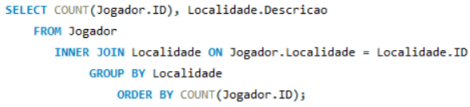 SELECT COUNT(Jogador.ID), Localidade.Descricao
FROM Jogador
INNER JOIN Localidade ON Jogador.Localidade = Localidade.ID
GROUP BY Localidade
ORDER BY COUNT(Jogador.ID);